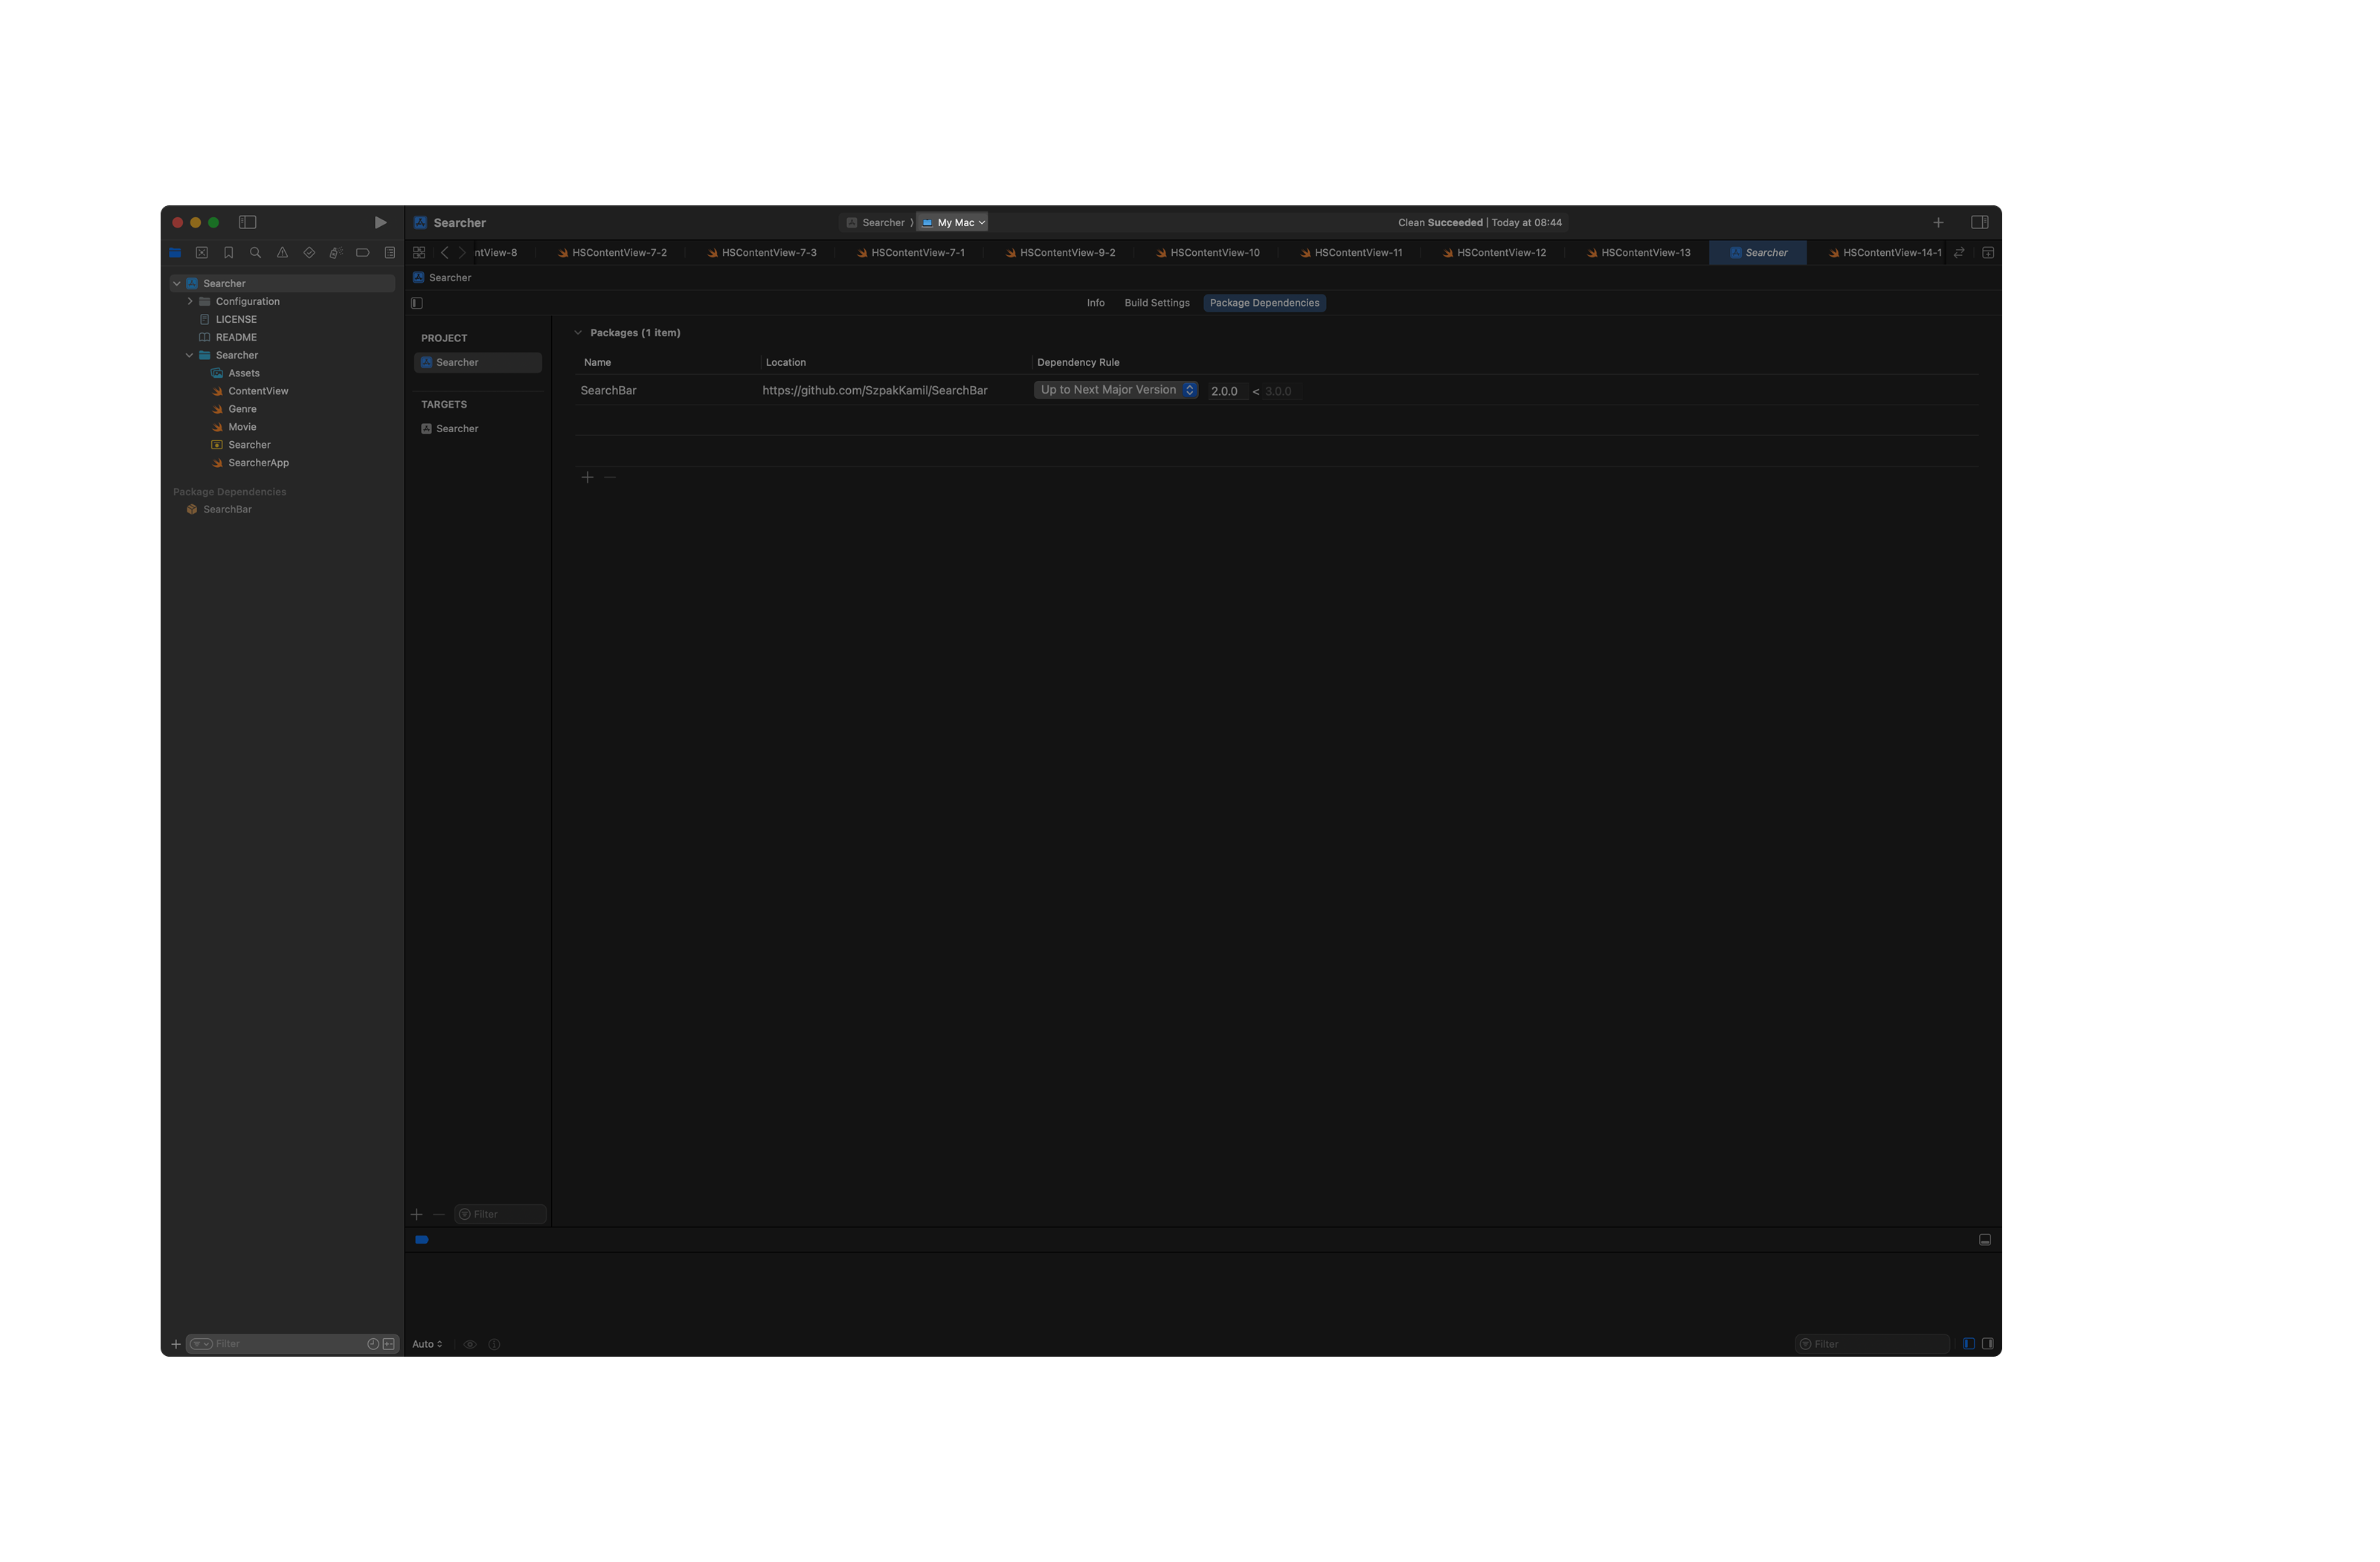 Searcher
Searcher
My Mac
Clean Succeeded | Today at 08:44
ntView-8
HSContentView-7-2
HSContentView-7-3
HSContentView-7-1
HSContentView-9-2
HSContentView-10
HSContentView-11
HSContentView-12
HSContentView-13
Searcher
HSContentView-14-1
Searcher
Configuration
LICENSE
README
Searcher
Assets
ContentView
Genre
Movie
Searcher
SearcherApp
Package Dependencies
SearchBar
Filter
Searcher
Info
Build Settings
Package Dependencies
PROJECT
Searcher
TARGETS
Searcher
Filter
Packages (1 item)
Name Location Dependency Rule
SearchBar https://github.com/SzpakKamil/SearchBar Up to Next Major Version 2.0.0 < 3.0.0
Auto
Filter